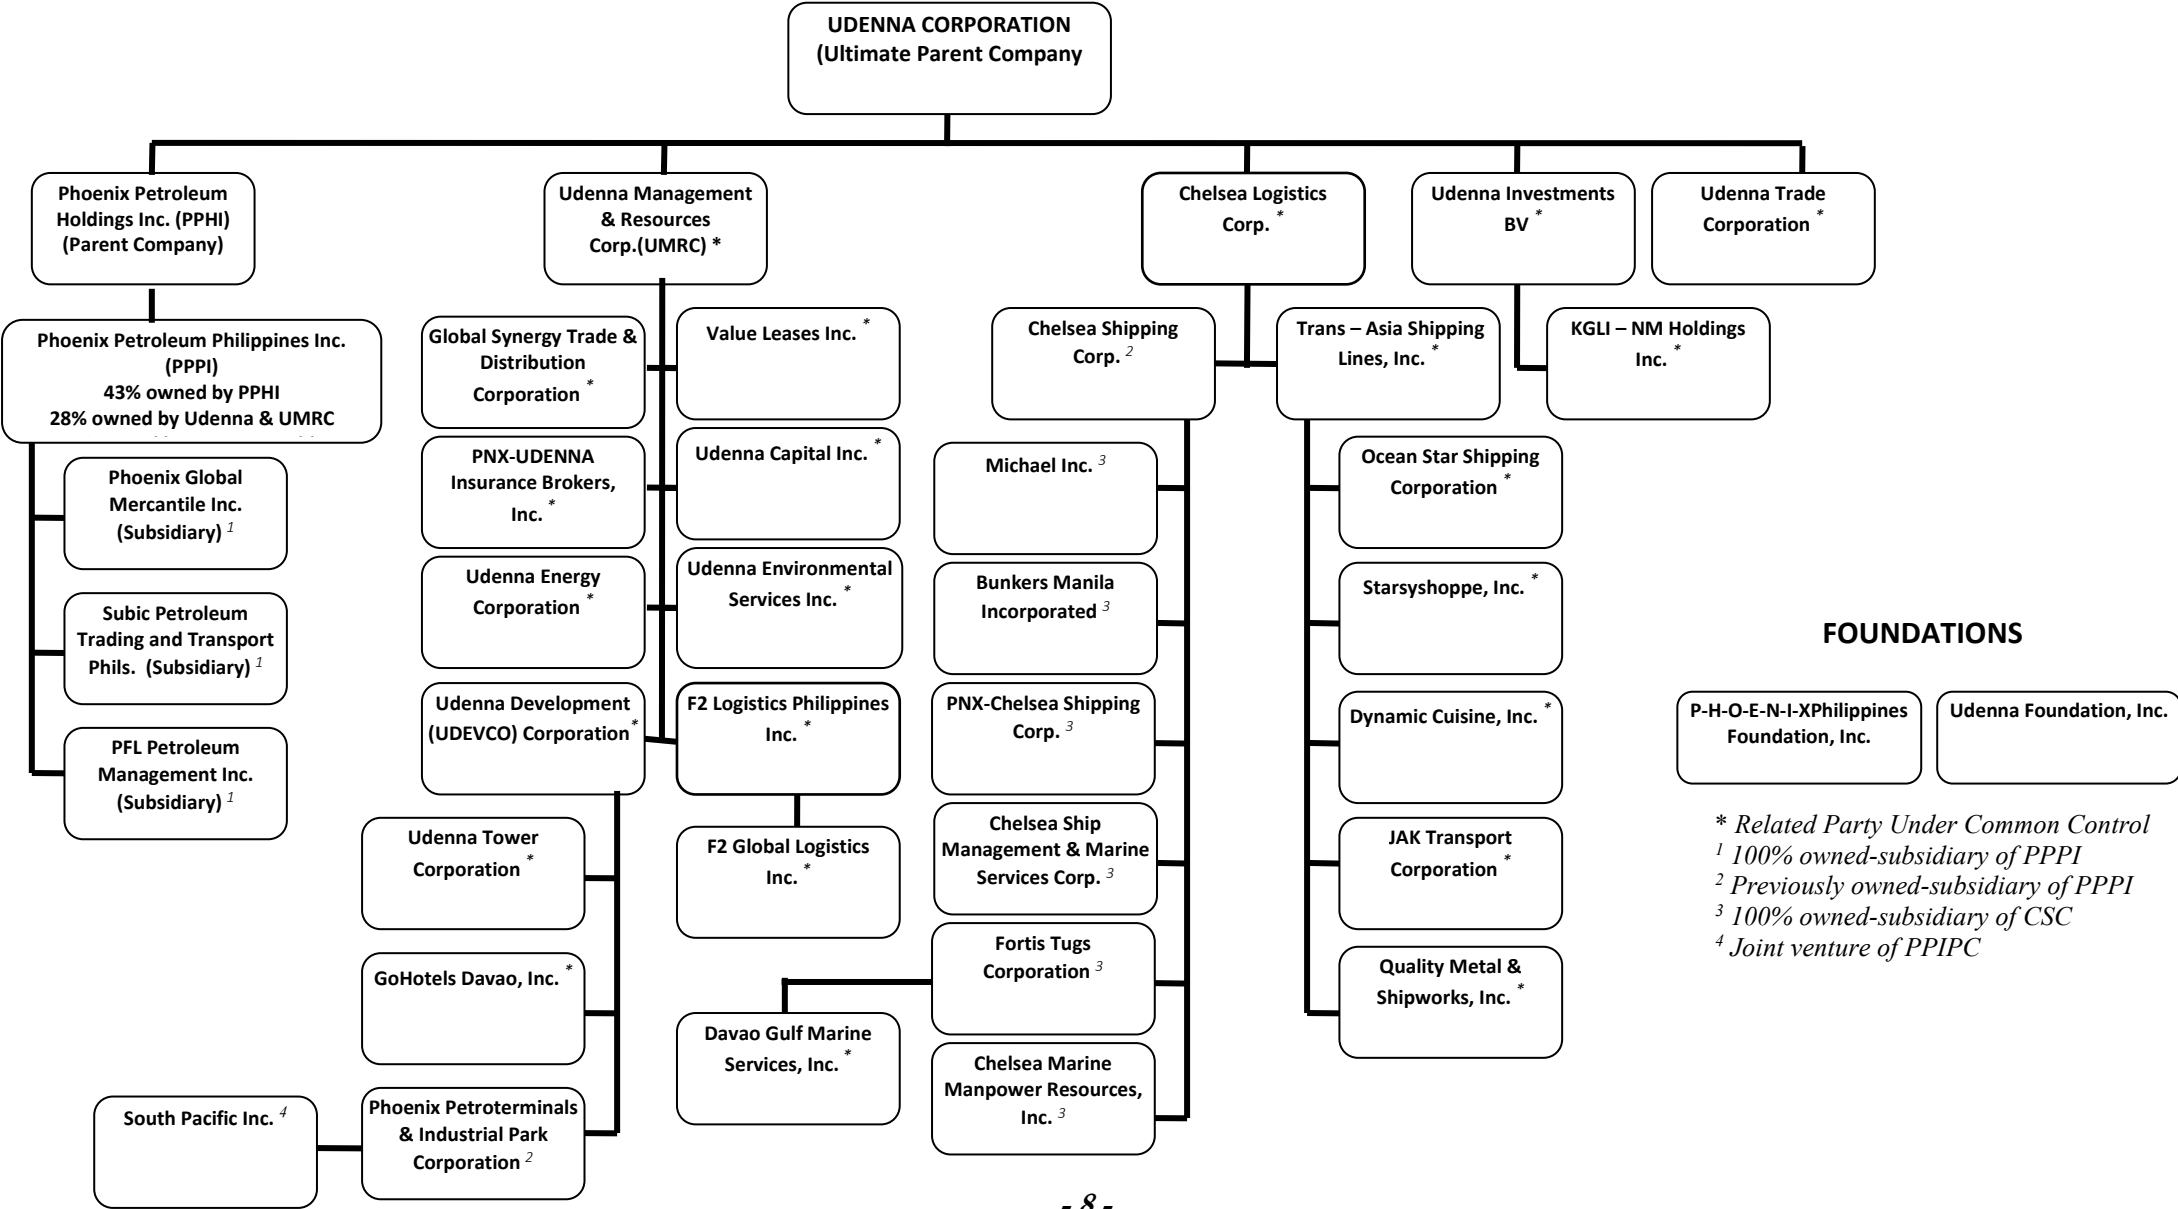 UDENNA CORPORATION
(Ultimate Parent Company
Phoenix Petroleum
Holdings Inc. (PPHI)
(Parent Company)
Udenna Management
& Resources
Corp.(UMRC) *
Chelsea Logistics
Corp. *
Udenna Investments
BV *
Udenna Trade
Corporation *
Phoenix Petroleum Philippines Inc.
(PPPI)
43% owned by PPHI
28% owned by Udenna & UMRC
Phoenix Global
Mercantile Inc.
(Subsidiary) 1
Subic Petroleum
Trading and Transport
Phils. (Subsidiary) 1
PFL Petroleum
Management Inc.
(Subsidiary) 1
Global Synergy Trade &
Distribution
Corporation *
Value Leases Inc. *
PNX-UDENNA
Insurance Brokers,
Inc. *
Udenna Capital Inc. *
Udenna Energy
Corporation *
Udenna Environmental
Services Inc. *
Udenna Development
(UDEVCO) Corporation *
F2 Logistics Philippines
Inc. *
Udenna Tower
Corporation *
F2 Global Logistics
Inc. *
GoHotels Davao, Inc. *
Phoenix Petroterminals
& Industrial Park
Corporation 2
South Pacific Inc. 4
Chelsea Shipping
Corp. 2
Trans – Asia Shipping
Lines, Inc. *
KGLI – NM Holdings
Inc. *
Michael Inc. 3
Bunkers Manila
Incorporated 3
PNX-Chelsea Shipping
Corp. 3
Chelsea Ship
Management & Marine
Services Corp. 3
Fortis Tugs
Corporation 3
Davao Gulf Marine
Services, Inc. *
Chelsea Marine
Manpower Resources,
Inc. 3
Ocean Star Shipping
Corporation *
Starsyshoppe, Inc. *
Dynamic Cuisine, Inc. *
JAK Transport
Corporation *
Quality Metal &
Shipworks, Inc. *
FOUNDATIONS
P-H-O-E-N-I-XPhilippines
Foundation, Inc.
Udenna Foundation, Inc.
* Related Party Under Common Control
1 100% owned-subsidiary of PPPI
2 Previously owned-subsidiary of PPPI
3 100% owned-subsidiary of CSC
4 Joint venture of PPIPC
- 8 -